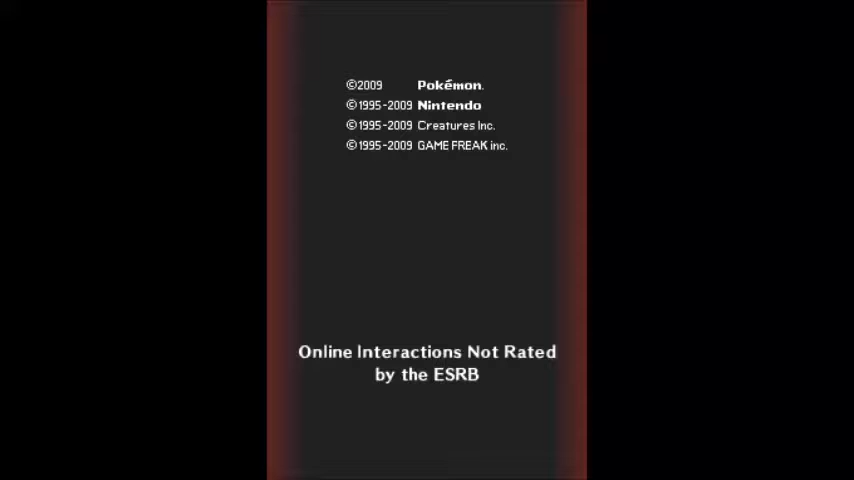 ©2009 Pokémon.
©1995-2009 Nintendo
©1995-2009 Creatures Inc.
©1995-2009 GAME FREAK inc.
Online Interactions Not Rated
by the ESRB